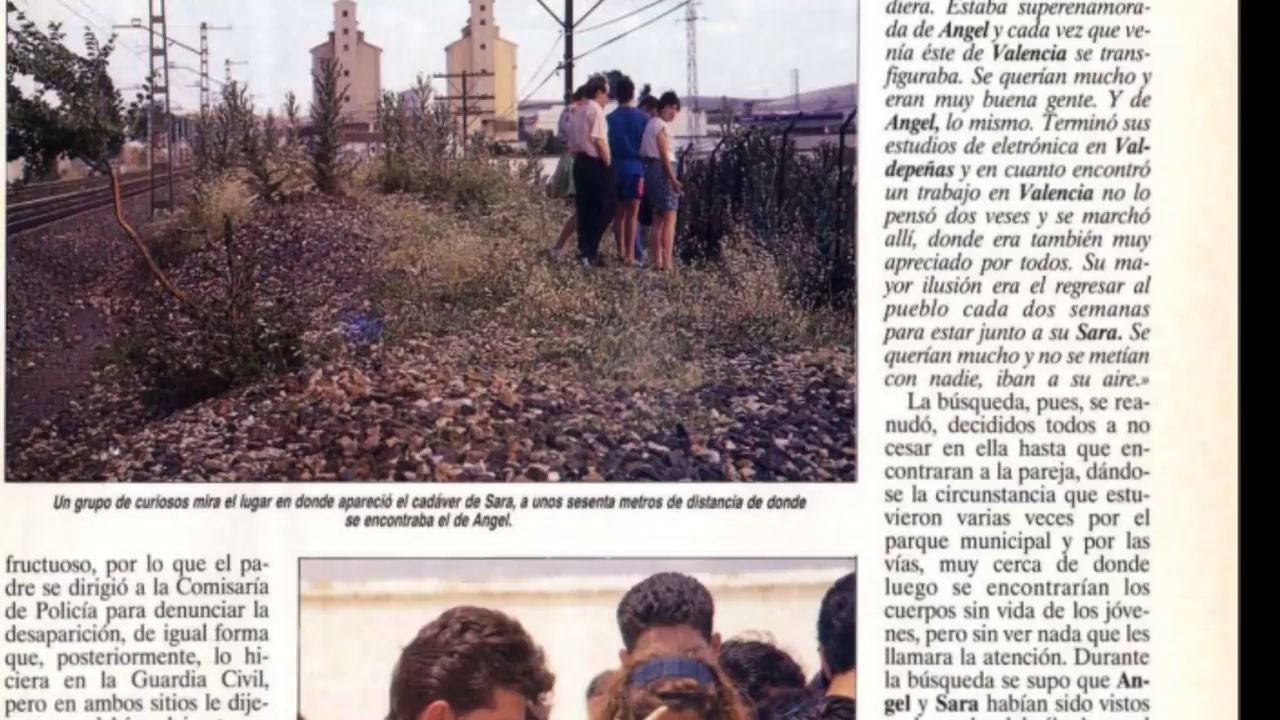 Un grupo de curiosos mira el lugar en donde apareció el cadáver de Sara, a unos sesenta metros de distancia de donde
se encontraba el de Angel.
fructuoso, por lo que el pa-
dre se dirigió a la Comisaría
de Policía para denunciar la
desaparición, de igual forma
que, posteriormente, lo hi-
ciera en la Guardia Civil,
pero en ambos sitios le dije-
diera. Estaba superenamora-
da de Angel y cada vez que ve-
nía éste de Valencia se trans-
figuraba. Se querían mucho y
eran muy buena gente. Y de
Angel, lo mismo. Terminó sus
estudios de eletrónica en Val-
depeñas y en cuanto encontró
un trabajo en Valencia no lo
pensó dos veses y se marchó
allí, donde era también muy
apreciado por todos. Su ma-
yor ilusión era el regresar al
pueblo cada dos semanas
para estar junto a su Sara. Se
querían mucho y no se metían
con nadie, iban a su aire.»
La búsqueda, pues, se rea-
nudó, decididos todos a no
cesar en ella hasta que en-
contraran a la pareja, dándo-
se la circunstancia que estu-
vieron varias veces por el
parque municipal y por las
vías, muy cerca de donde
luego se encontrarían los
cuerpos sin vida de los jóve-
nes, pero sin ver nada que les
llamara la atención. Durante
la búsqueda se supo que An-
gel y Sara habían sido vistos